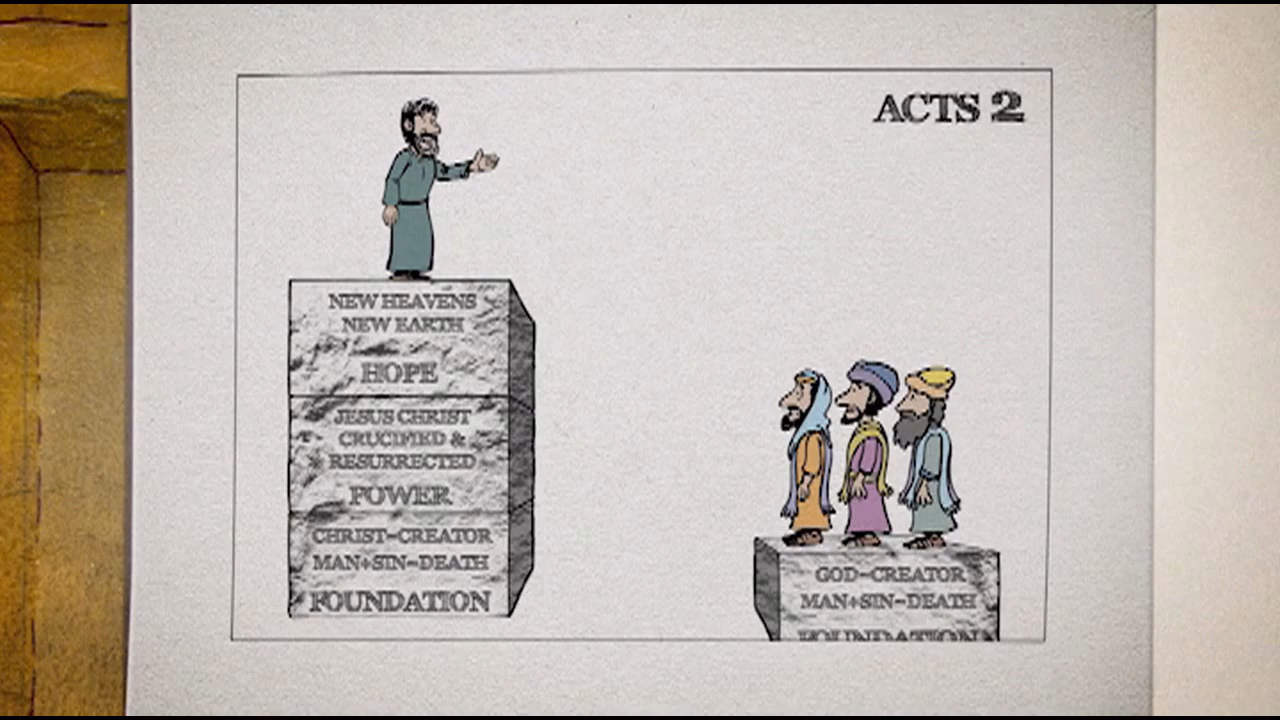 ACTS 2
NEW HEAVENS
NEW EARTH
HOPE
JESUS CHRIST
CRUCIFIED &
RESURRECTED
POWER
CHRIST=CREATOR
MAN+SIN=DEATH
FOUNDATION
GOD=CREATOR
MAN+SIN=DEATH
FOUNDATION